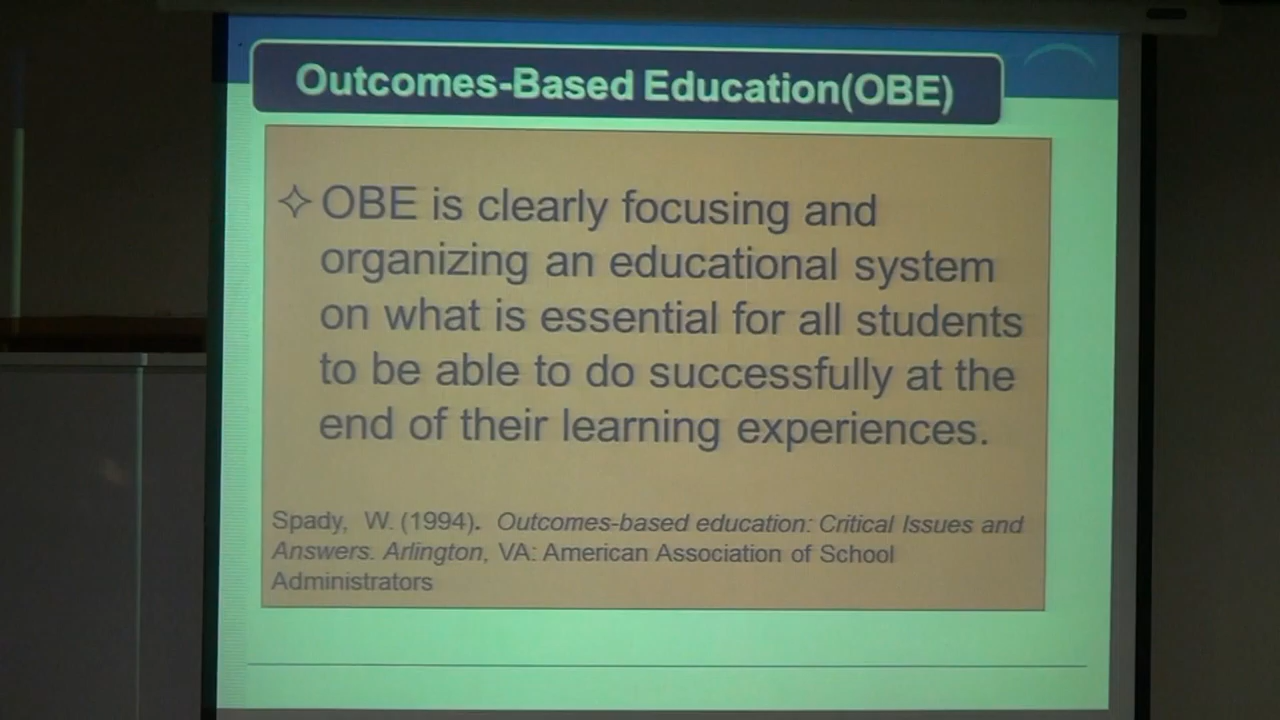 Outcomes-Based Education(OBE)
✧ OBE is clearly focusing and
organizing an educational system
on what is essential for all students
to be able to do successfully at the
end of their learning experiences.
Spady, W. (1994). Outcomes-based education: Critical Issues and
Answers. Arlington, VA: American Association of School
Administrators